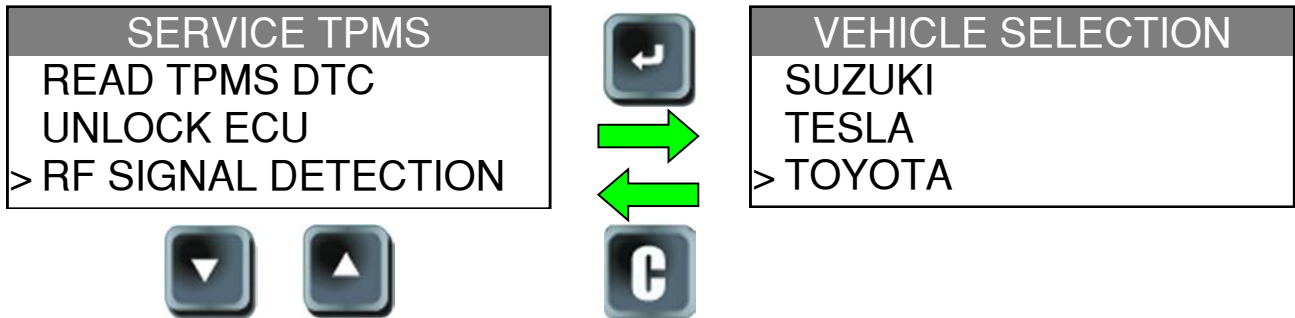 SERVICE TPMS
READ TPMS DTC
UNLOCK ECU
> RF SIGNAL DETECTION
VEHICLE SELECTION
SUZUKI
TESLA
> TOYOTA
C